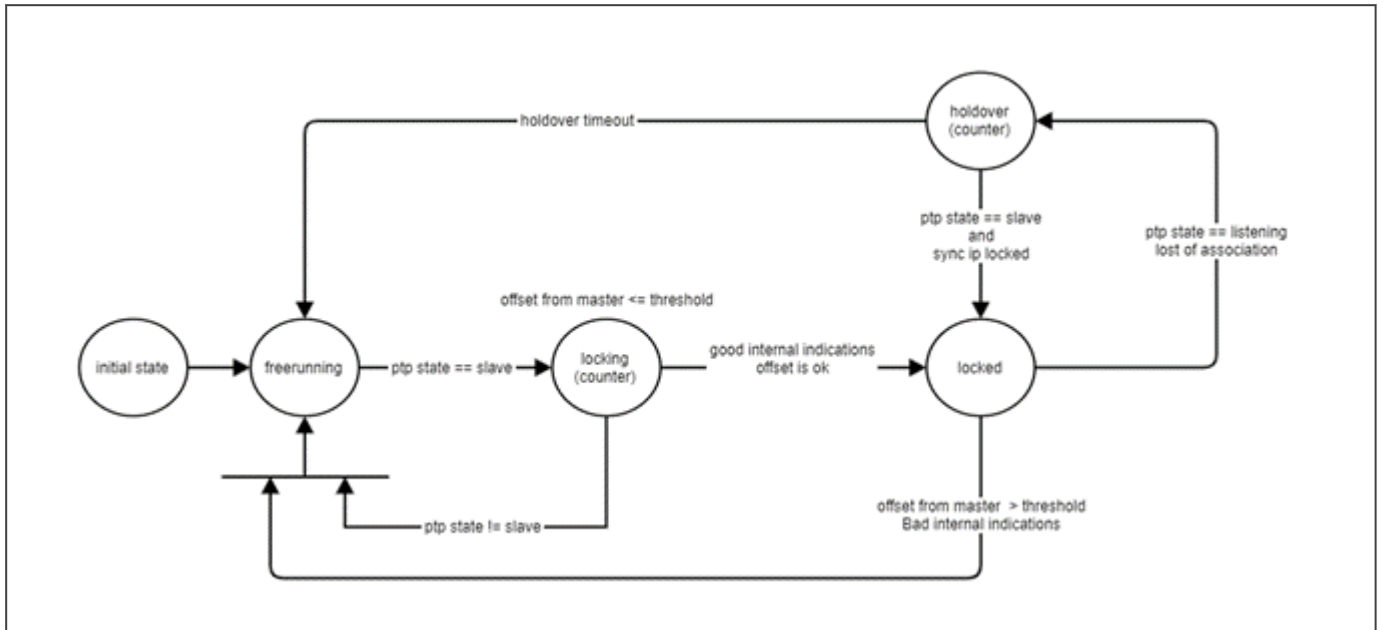 holdover
(counter)
holdover timeout
ptp state == slave
and
sync ip locked
ptp state == listening
lost of association
offset from master <= threshold
initial state
freerunning
ptp state == slave
locking
(counter)
good internal indications
offset is ok
locked
offset from master > threshold
Bad internal indications
ptp state != slave